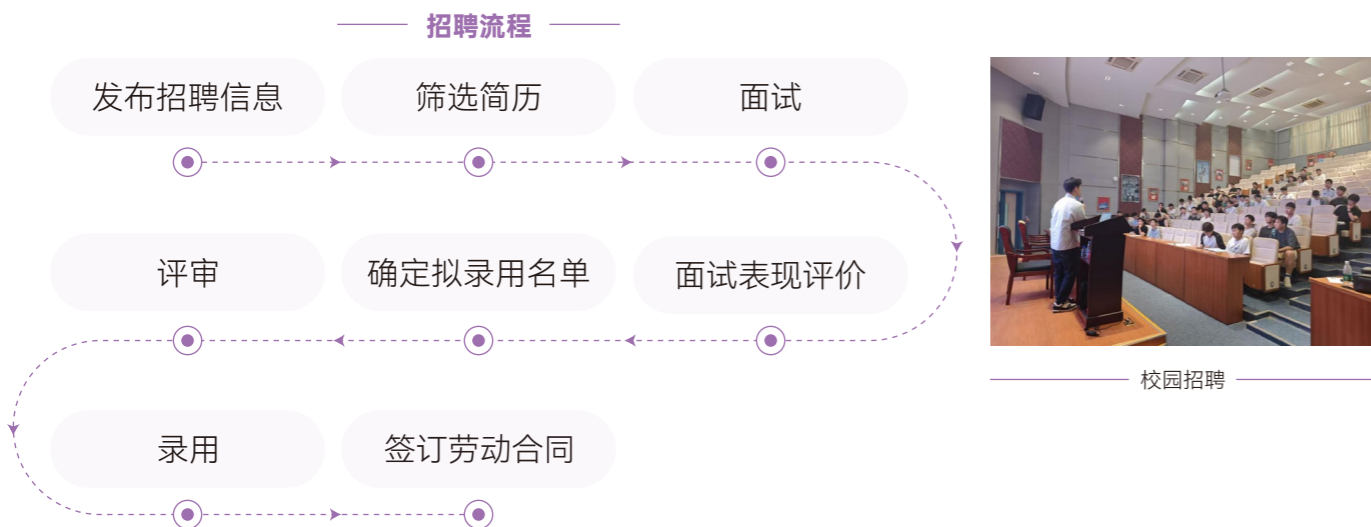 招聘流程
发布招聘信息
筛选简历
面试
面试表现评价
确定拟录用名单
评审
录用
签订劳动合同
校园招聘